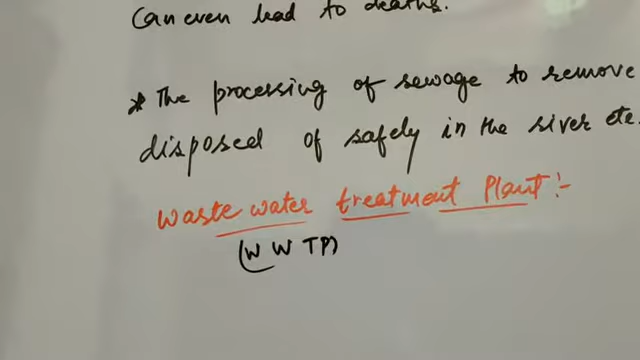 can even lead to deaths.
* The processing of sewage to remove
disposed of safely in the river etc.
waste water treatment Plant :-
(W W TP)